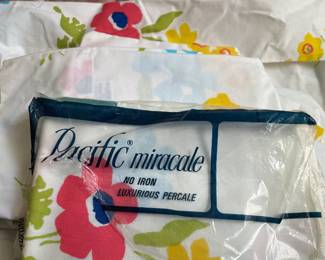 Pacific® miracale
NO IRON
LUXURIOUS PERCALE